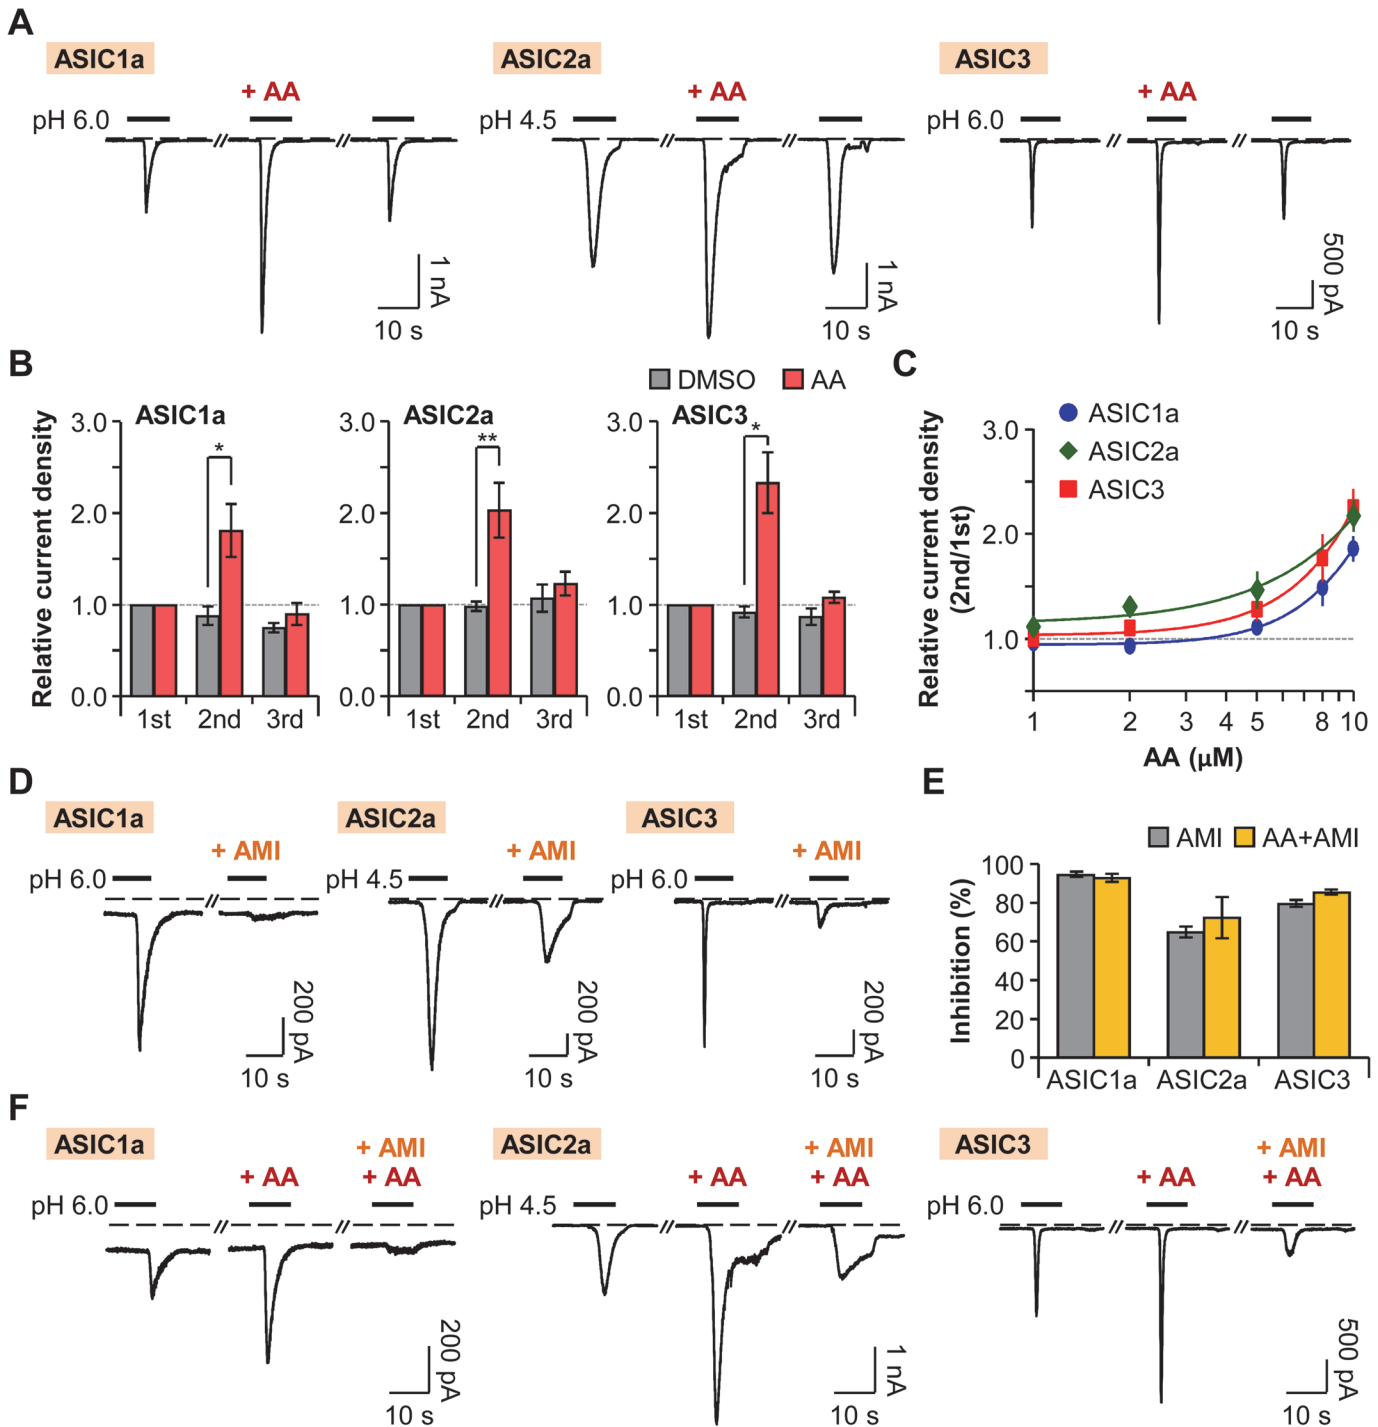 A
ASIC1a
ASIC2a
ASIC3
+ AA
+ AA
+ AA
pH 6.0
pH 4.5
pH 6.0
1 nA
10 s
1 nA
10 s
500 pA
10 s
B
DMSO
AA
Relative current density
ASIC1a
3.0
2.0
1.0
0.0
*
1st
2nd
3rd
ASIC2a
3.0
2.0
1.0
0.0
**
1st
2nd
3rd
ASIC3
3.0
2.0
1.0
0.0
*
1st
2nd
3rd
C
ASIC1a
ASIC2a
ASIC3
Relative current density
(2nd/1st)
3.0
2.0
1.0
1
2
3
4
5
8
10
AA (µM)
D
ASIC1a
ASIC2a
ASIC3
+ AMI
+ AMI
+ AMI
pH 6.0
pH 4.5
pH 6.0
200 pA
10 s
200 pA
10 s
200 pA
10 s
E
AMI
AA+AMI
Inhibition (%)
100
80
60
40
20
0
ASIC1a
ASIC2a
ASIC3
F
ASIC1a
ASIC2a
ASIC3
+ AMI
+ AMI
+ AMI
+ AA
+ AA
+ AA
+ AA
+ AA
+ AA
pH 6.0
pH 4.5
pH 6.0
200 pA
10 s
1 nA
10 s
500 pA
10 s